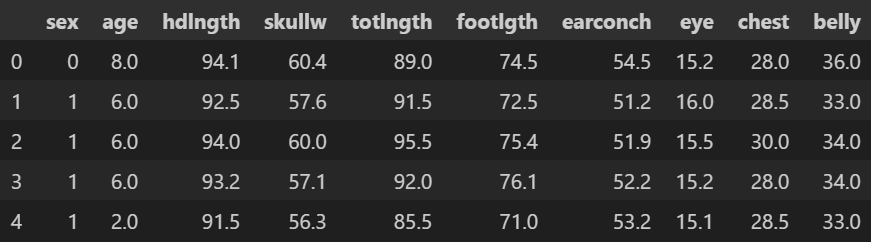 sex age hdlngth skullw totlngth footlgth earconch eye chest belly
0 0 8.0 94.1 60.4 89.0 74.5 54.5 15.2 28.0 36.0
1 1 6.0 92.5 57.6 91.5 72.5 51.2 16.0 28.5 33.0
2 1 6.0 94.0 60.0 95.5 75.4 51.9 15.5 30.0 34.0
3 1 6.0 93.2 57.1 92.0 76.1 52.2 15.2 28.0 34.0
4 1 2.0 91.5 56.3 85.5 71.0 53.2 15.1 28.5 33.0